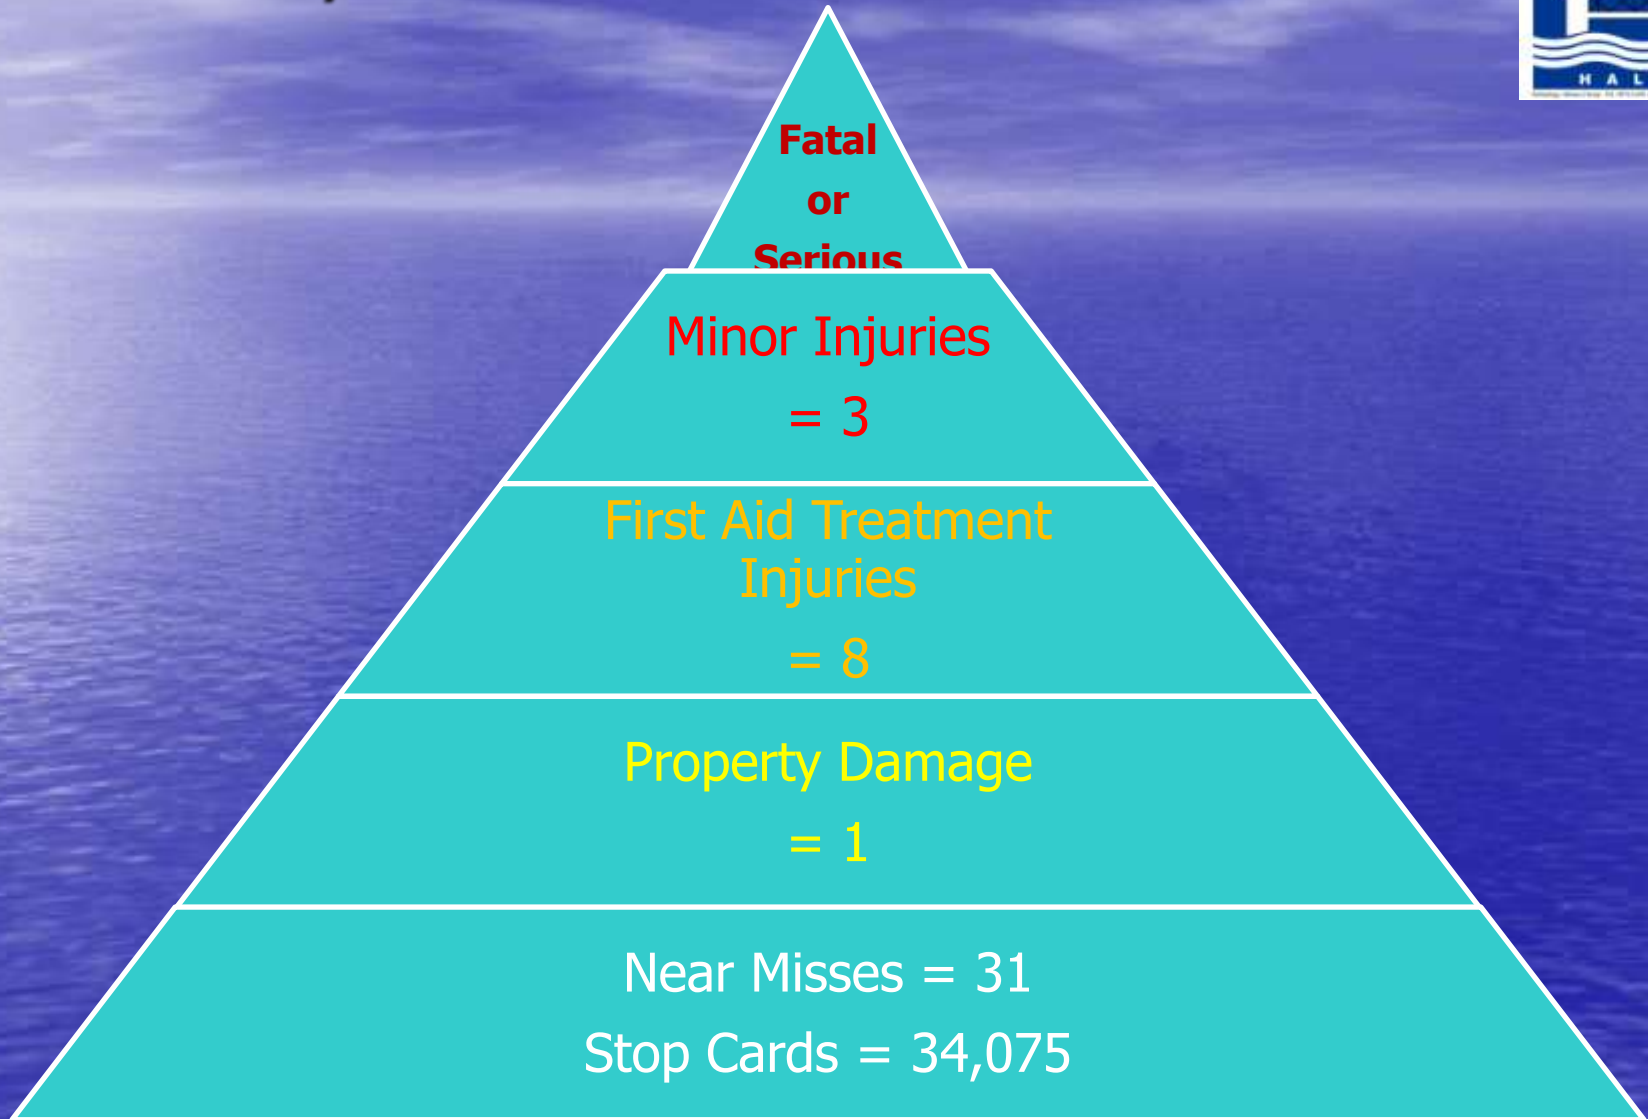 H A L
Fatal
or
Serious
Minor Injuries
= 3
First Aid Treatment
Injuries
= 8
Property Damage
= 1
Near Misses = 31
Stop Cards = 34,075